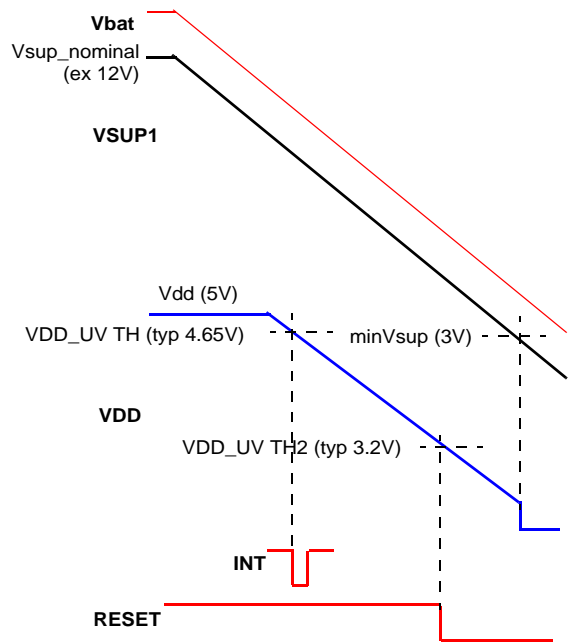 Vbat
Vsup_nominal
(ex 12V)
VSUP1
Vdd (5V)
VDD_UV TH (typ 4.65V)
minVsup (3V)
VDD
VDD_UV TH2 (typ 3.2V)
INT
RESET